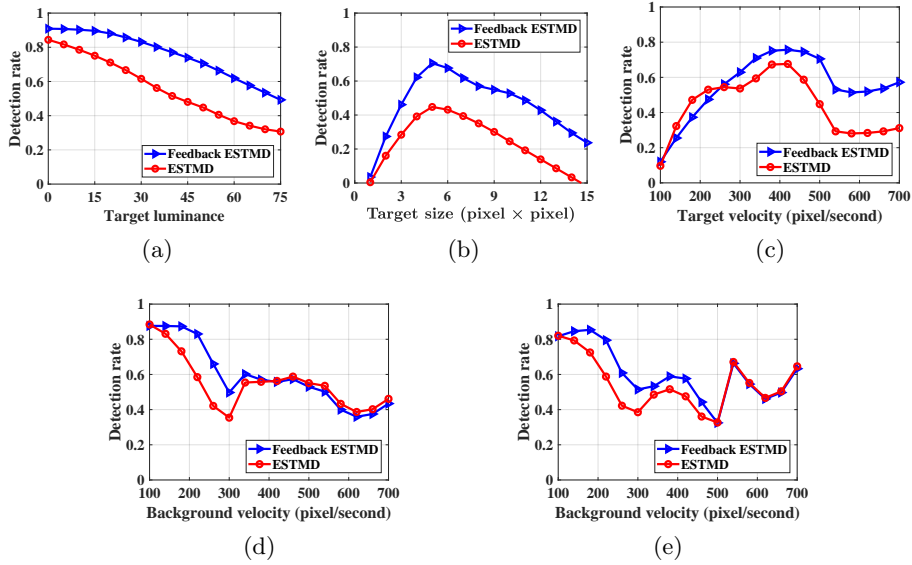 1
0.8
0.6
0.4
0.2
0
Detection rate
Feedback ESTMD
ESTMD
0 15 30 45 60 75
Target luminance
(a)
1
0.8
0.6
0.4
0.2
0
Detection rate
Feedback ESTMD
ESTMD
3 6 9 12 15
Target size (pixel × pixel)
(b)
1
0.8
0.6
0.4
0.2
0
Detection rate
Feedback ESTMD
ESTMD
100 200 300 400 500 600 700
Target velocity (pixel/second)
(c)
1
0.8
0.6
0.4
0.2
0
Detection rate
Feedback ESTMD
ESTMD
100 200 300 400 500 600 700
Background velocity (pixel/second)
(d)
1
0.8
0.6
0.4
0.2
0
Detection rate
Feedback ESTMD
ESTMD
100 200 300 400 500 600 700
Background velocity (pixel/second)
(e)